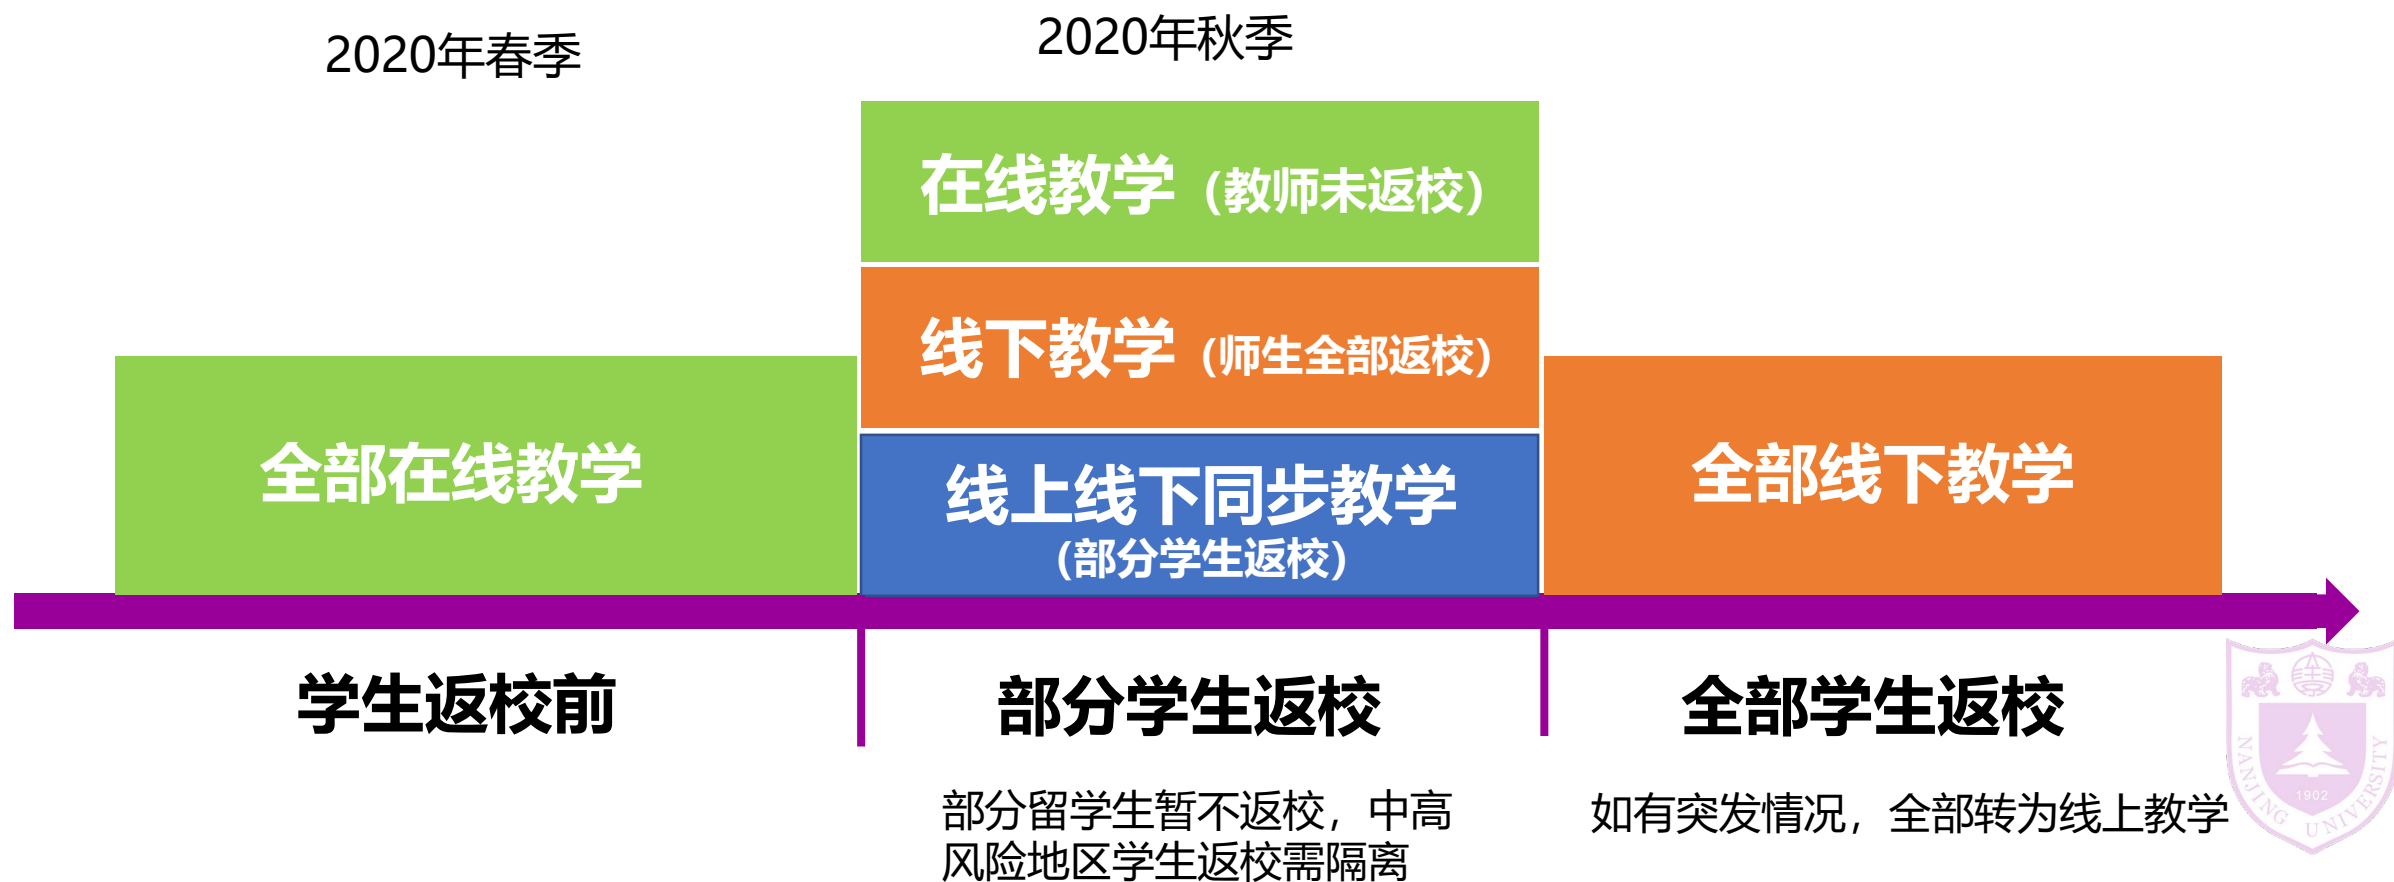 2020年春季
2020年秋季
在线教学（教师未返校）
线下教学（师生全部返校）
线上线下同步教学
（部分学生返校）
全部在线教学
全部线下教学
学生返校前
部分学生返校
全部学生返校
部分留学生暂不返校，中高
风险地区学生返校需隔离
如有突发情况，全部转为线上教学
1902
NANJING UNIVERSITY